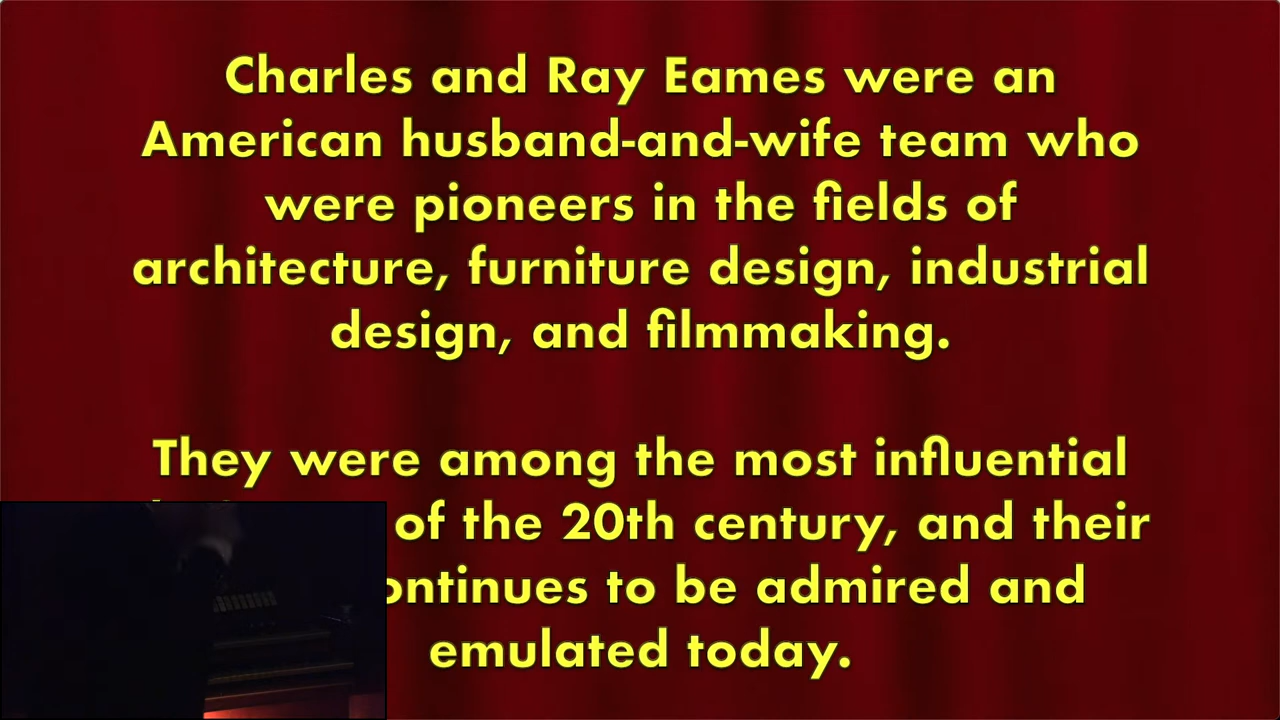 Charles and Ray Eames were an
American husband-and-wife team who
were pioneers in the fields of
architecture, furniture design, industrial
design, and filmmaking.
They were among the most influential
of the 20th century, and their
to be admired and
emulated today.